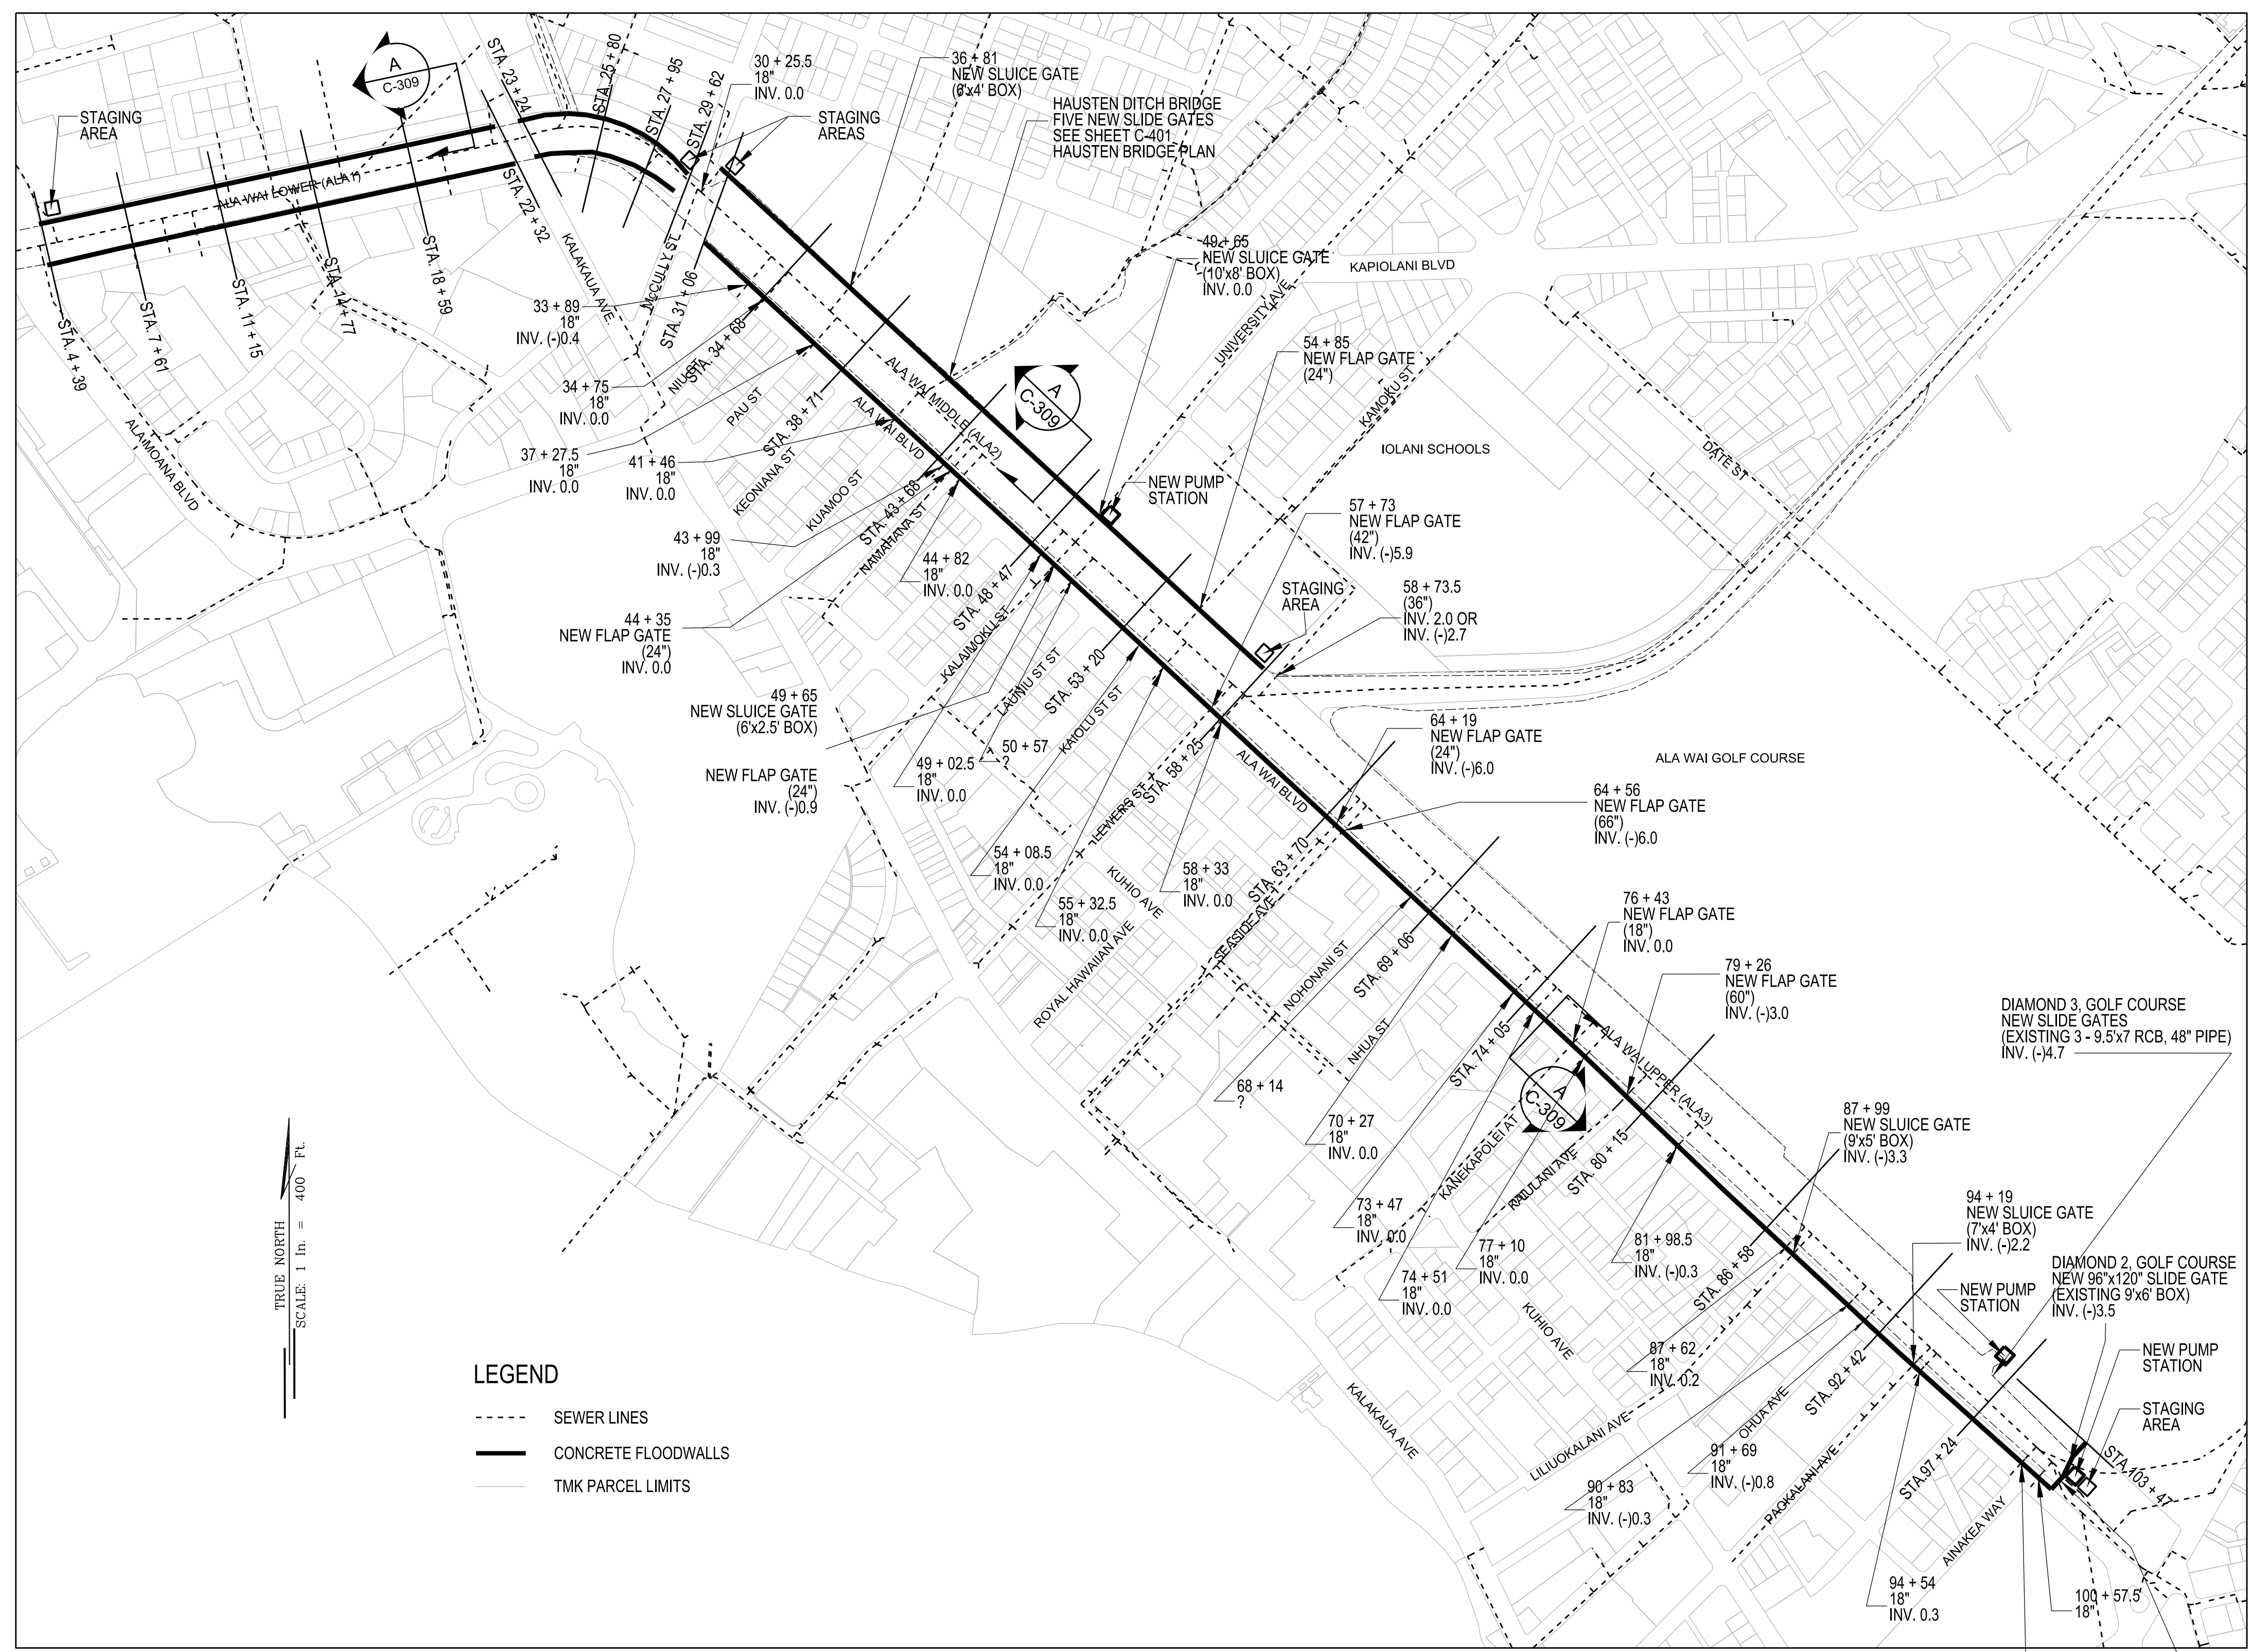 STAGING
AREA
A
C-309
STA. 23 + 24
STA. 25 + 80
STA. 27 + 95
STA. 29 + 62
30 + 25.5
18"
INV. 0.0
STAGING
AREAS
36 + 81
NEW SLUICE GATE
(6'x4' BOX)
HAUSTEN DITCH BRIDGE
FIVE NEW SLIDE GATES
SEE SHEET C-401
HAUSTEN BRIDGE PLAN
ALA WAI LOWER (ALA1)
STA. 4 + 39
STA. 7 + 61
STA. 11 + 15
STA. 14 + 77
STA. 18 + 59
STA. 22 + 32
KALAKAUA AVE
McCULLY ST
STA. 31 + 06
ALA MOANA BLVD
33 + 89
18"
INV. (-)0.4
34 + 75
18"
INV. 0.0
37 + 27.5
18"
INV. 0.0
41 + 46
18"
INV. 0.0
43 + 99
18"
INV. (-)0.3
44 + 35
NEW FLAP GATE
(24")
INV. 0.0
NIU ST
STA. 34 + 68
PAU ST
STA. 38 + 71
KEONIANA ST
KUAMOO ST
STA. 43 + 68
NAMAHANA ST
ALA WAI BLVD
ALA WAI MIDDLE (ALA2)
A
C-309
44 + 82
18"
INV. 0.0
STA. 48 + 47
KALAIMOKU ST
LAUNIU ST ST
STA. 53 + 20
KAIOLU ST ST
49 + 65
NEW SLUICE GATE
(10'x8' BOX)
INV. 0.0
KAPIOLANI BLVD
UNIVERSITY AVE
54 + 85
NEW FLAP GATE
(24")
KAMOKU ST
IOLANI SCHOOLS
DATE ST
NEW PUMP
STATION
57 + 73
NEW FLAP GATE
(42")
INV. (-)5.9
STAGING
AREA
58 + 73.5
(36")
INV. 2.0 OR
INV. (-)2.7
49 + 65
NEW SLUICE GATE
(6'x2.5' BOX)
NEW FLAP GATE
(24")
INV. (-)0.9
49 + 02.5
18"
INV. 0.0
50 + 57
?
54 + 08.5
18"
INV. 0.0
55 + 32.5
18"
INV. 0.0
LEWERS ST
STA. 58 + 25
KUHIO AVE
ROYAL HAWAIIAN AVE
58 + 33
18"
INV. 0.0
ALA WAI BLVD
STA. 63 + 70
SEASIDE AVE
64 + 19
NEW FLAP GATE
(24")
INV. (-)6.0
ALA WAI GOLF COURSE
64 + 56
NEW FLAP GATE
(66")
INV. (-)6.0
NOHONANI ST
STA. 69 + 06
NHUA ST
68 + 14
?
70 + 27
18"
INV. 0.0
STA. 74 + 05
76 + 43
NEW FLAP GATE
(18")
INV. 0.0
79 + 26
NEW FLAP GATE
(60")
INV. (-)3.0
ALA WAI UPPER (ALA3)
A
C-309
73 + 47
18"
INV. 0.0
74 + 51
18"
INV. 0.0
KANEKAPOLEI AT
77 + 10
18"
INV. 0.0
STA. 80 + 15
81 + 98.5
18"
INV. (-)0.3
DIAMOND 3, GOLF COURSE
NEW SLIDE GATES
(EXISTING 3 - 9.5'x7 RCB, 48" PIPE)
INV. (-)4.7
87 + 99
NEW SLUICE GATE
(9'x5' BOX)
INV. (-)3.3
94 + 19
NEW SLUICE GATE
(7'x4' BOX)
INV. (-)2.2
NEW PUMP
STATION
DIAMOND 2, GOLF COURSE
NEW 96"x120" SLIDE GATE
(EXISTING 9'x6' BOX)
INV. (-)3.5
NEW PUMP
STATION
STAGING
AREA
STA. 86 + 58
KUHIO AVE
87 + 62
18"
INV. 0.2
KALAKAUA AVE
LILIUOKALANI AVE
OHUA AVE
STA. 92 + 42
PAOKALANI AVE
STA. 97 + 24
AINAKEA WAY
STA. 103 + 47
90 + 83
18"
INV. (-)0.3
91 + 69
18"
INV. (-)0.8
94 + 54
18"
INV. 0.3
100 + 57.5
18"
TRUE NORTH
SCALE: 1 In. = 400 Ft.
LEGEND
SEWER LINES
CONCRETE FLOODWALLS
TMK PARCEL LIMITS